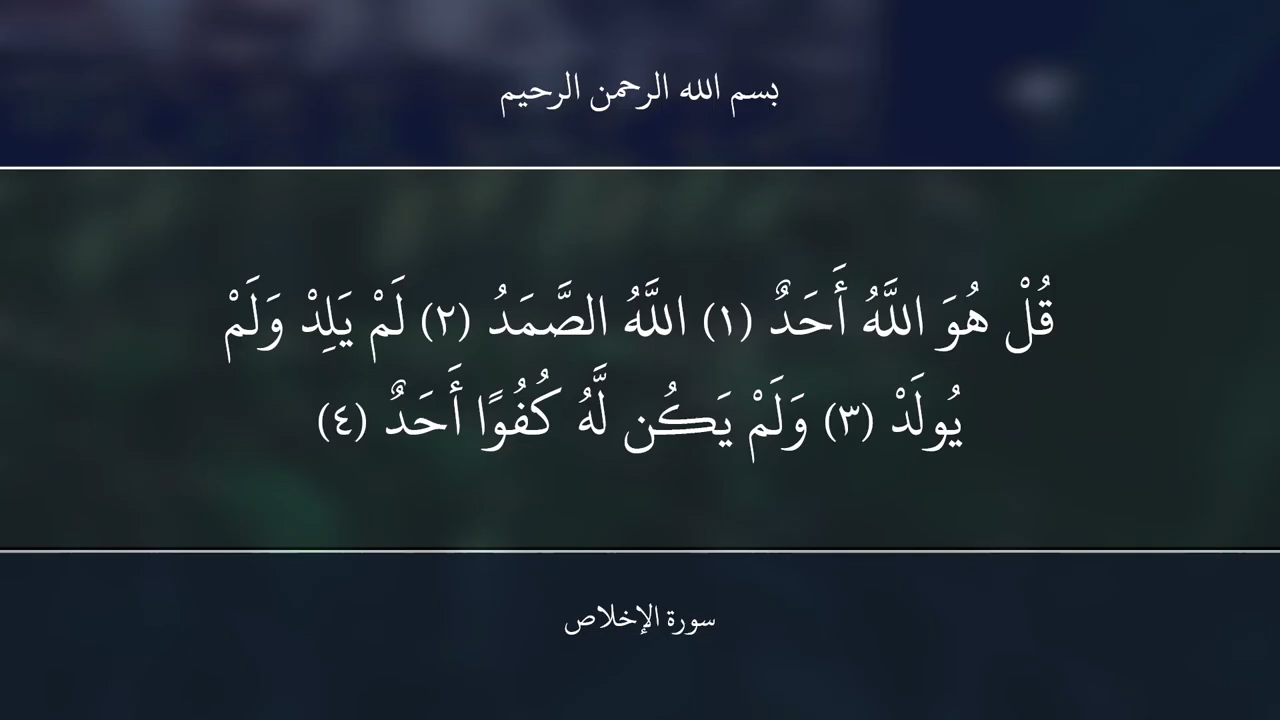 بسم الله الرحمن الرحيم
قُلْ هُوَ اللَّهُ أَحَدٌ (١) اللَّهُ الصَّمَدُ (٢) لَمْ يَلِدْ وَلَمْ
يُولَدْ (٣) وَلَمْ يَكُن لَّهُ كُفُوًا أَحَدٌ (٤)
سورة الإخلاص